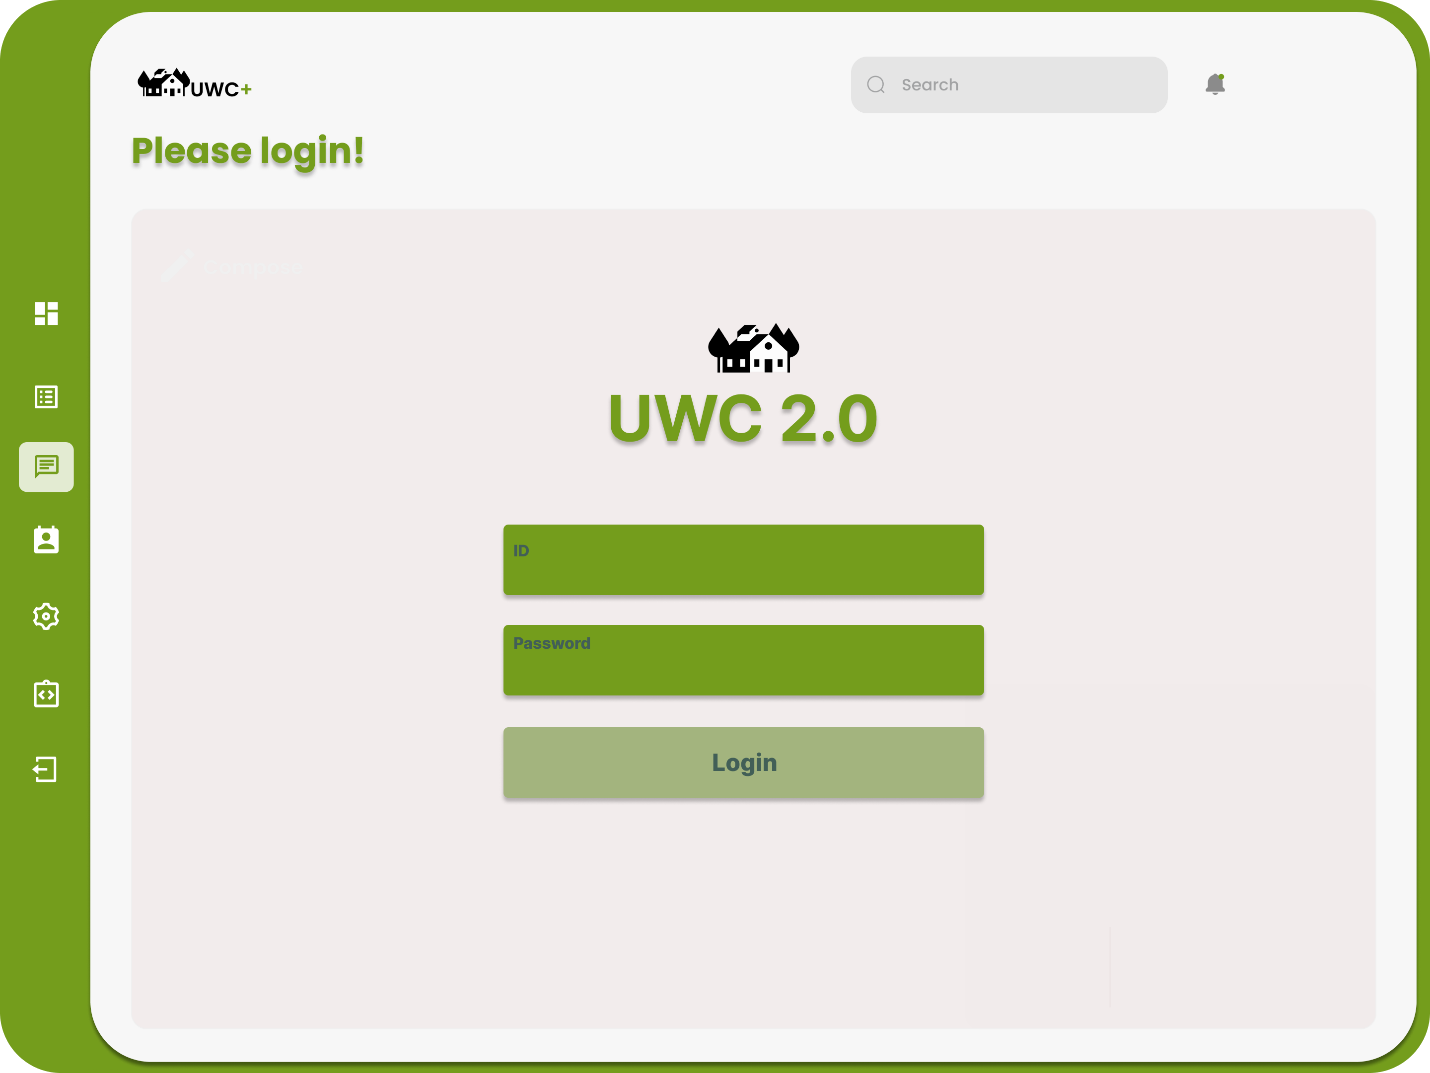 UWC+
Search
Please login!
UWC 2.0
ID
Password
Login